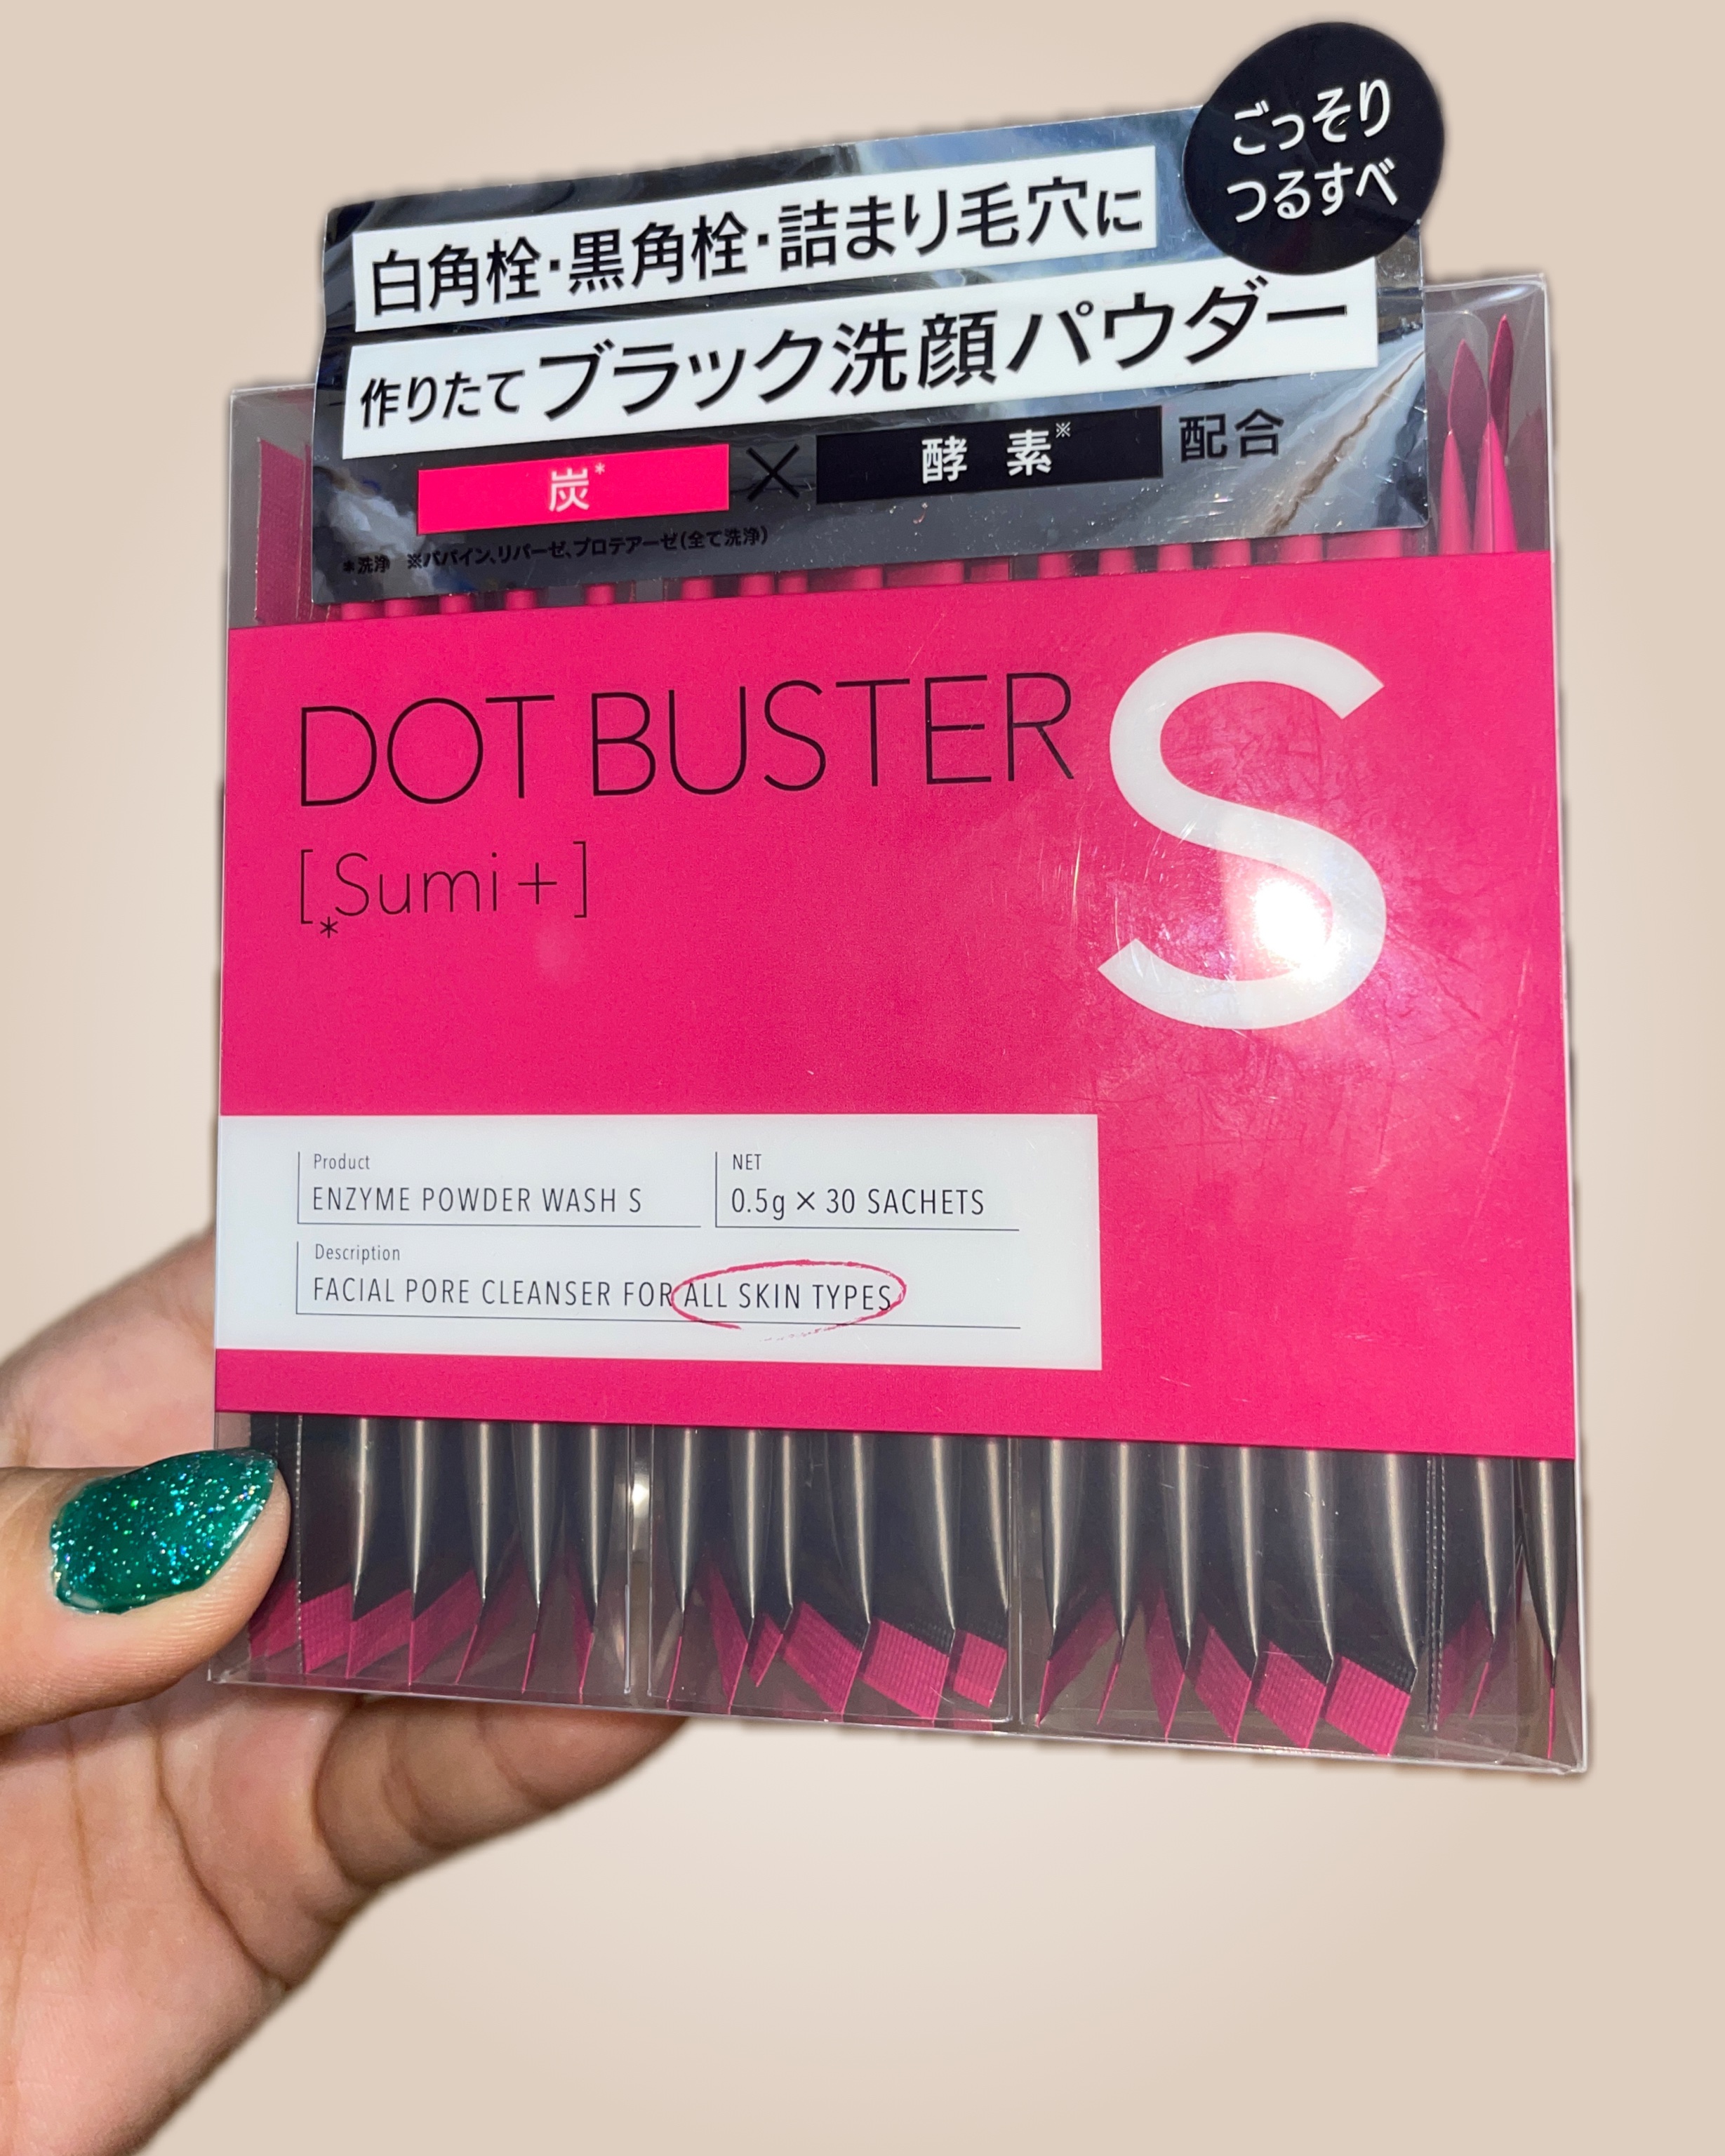 ごっそり
つるすべ
白角栓・黒角栓・詰まり毛穴に
作りたてブラック洗顔パウダー
炭* × 酵素※ 配合
*洗浄 ※パパイン、リパーゼ、プロテアーゼ(全て洗浄)
DOT BUSTER S
[*Sumi+]
Product
ENZYME POWDER WASH S
NET
0.5g × 30 SACHETS
Description
FACIAL PORE CLEANSER FOR ALL SKIN TYPES